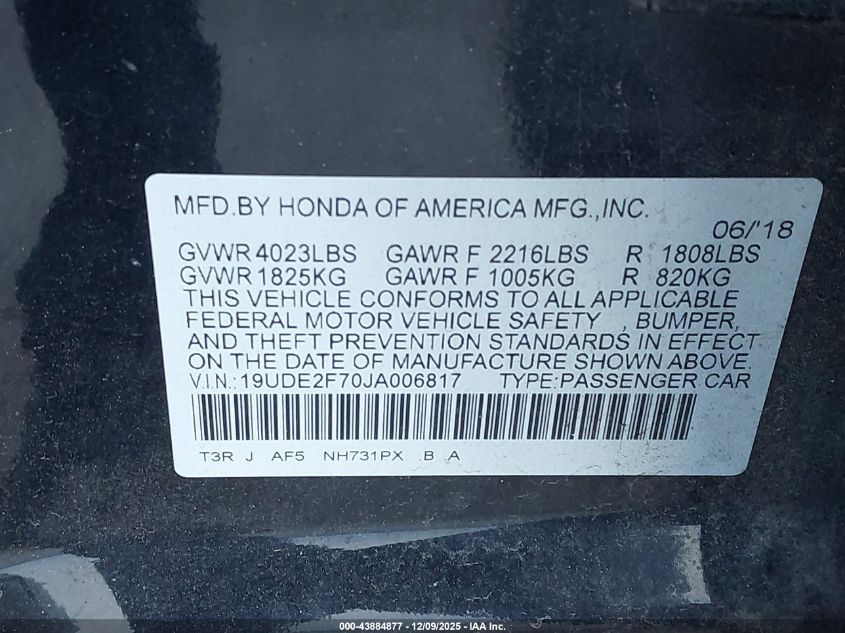 MFD.BY HONDA OF AMERICA MFG.,INC.
06/'18
GVWR 4023LBS GAWR F 2216LBS R 1808LBS
GVWR 1825KG GAWR F 1005KG R 820KG
THIS VEHICLE CONFORMS TO ALL APPLICABLE
FEDERAL MOTOR VEHICLE SAFETY , BUMPER,
AND THEFT PREVENTION STANDARDS IN EFFECT
ON THE DATE OF MANUFACTURE SHOWN ABOVE.
V.I.N.:19UDE2F70JA006817 TYPE:PASSENGER CAR
T3R J AF5 NH731PX .B .A
000-43884877 - 12/09/2025 - IAA Inc.